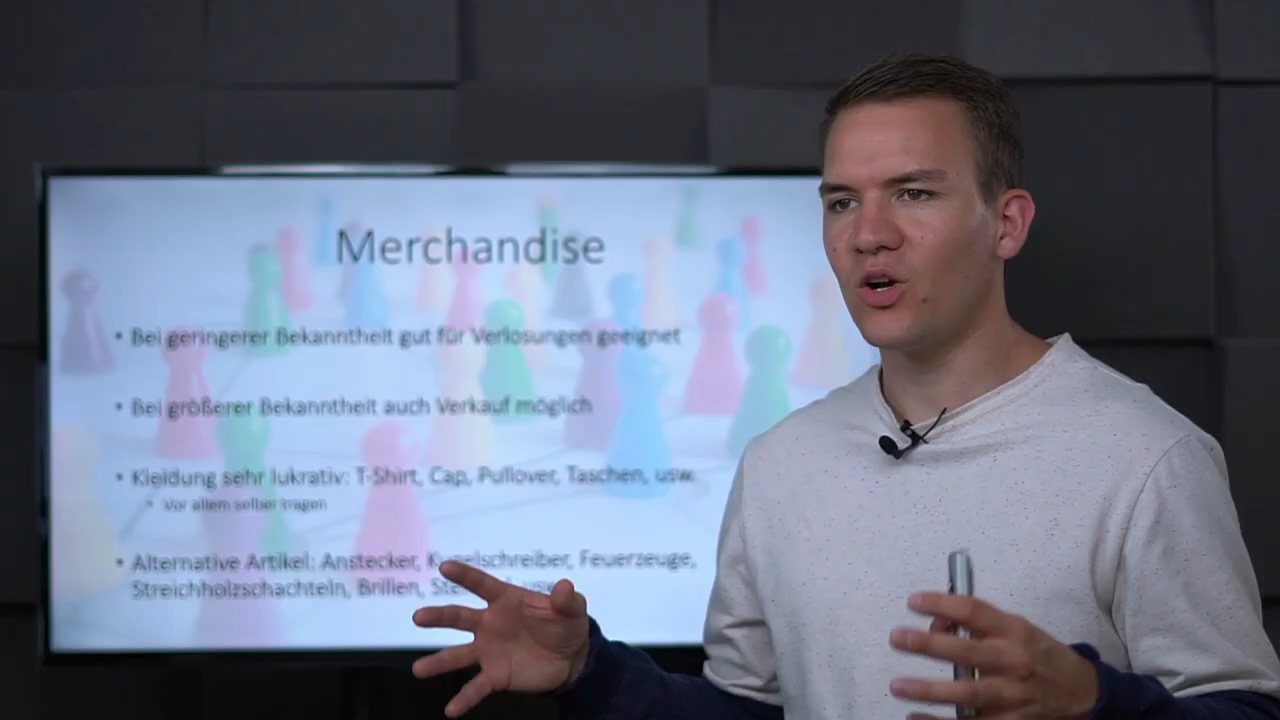 Merchandise
• Bei geringerer Bekanntheit gut für Verlosungen geeignet
• Bei größerer Bekanntheit auch Verkauf möglich
• Kleidung sehr lukrativ: T-Shirt, Cap, Pullover, Taschen, usw.
• Vor allem selber tragen
• Alternative Artikel: Anstecker, Kugelschreiber, Feuerzeuge,
Streichholzschachteln, Brillen,